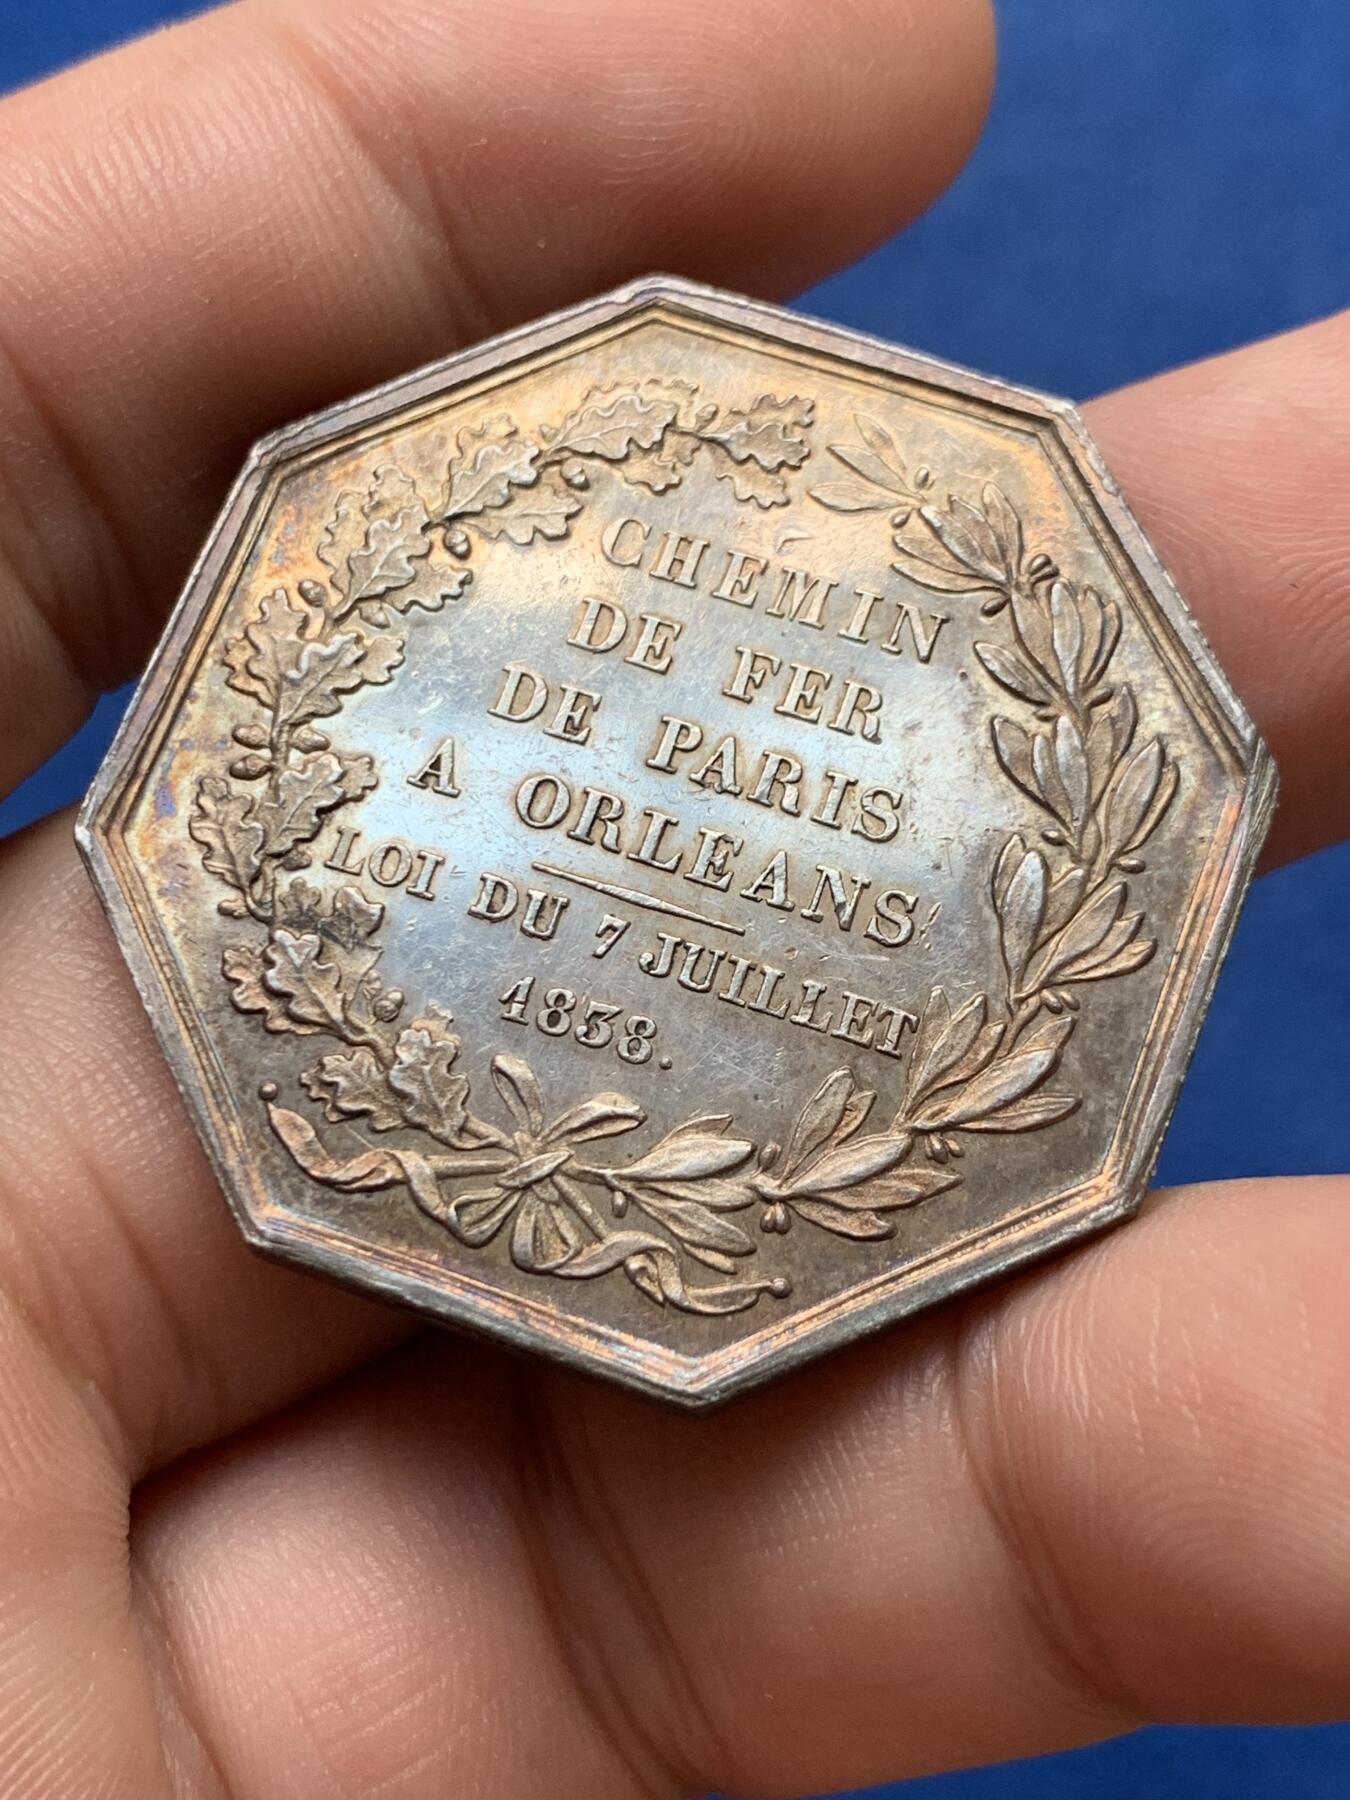 CHEMIN
DE FER
DE PARIS
A ORLEANS
LOI DU 7 JUILLET
1838.